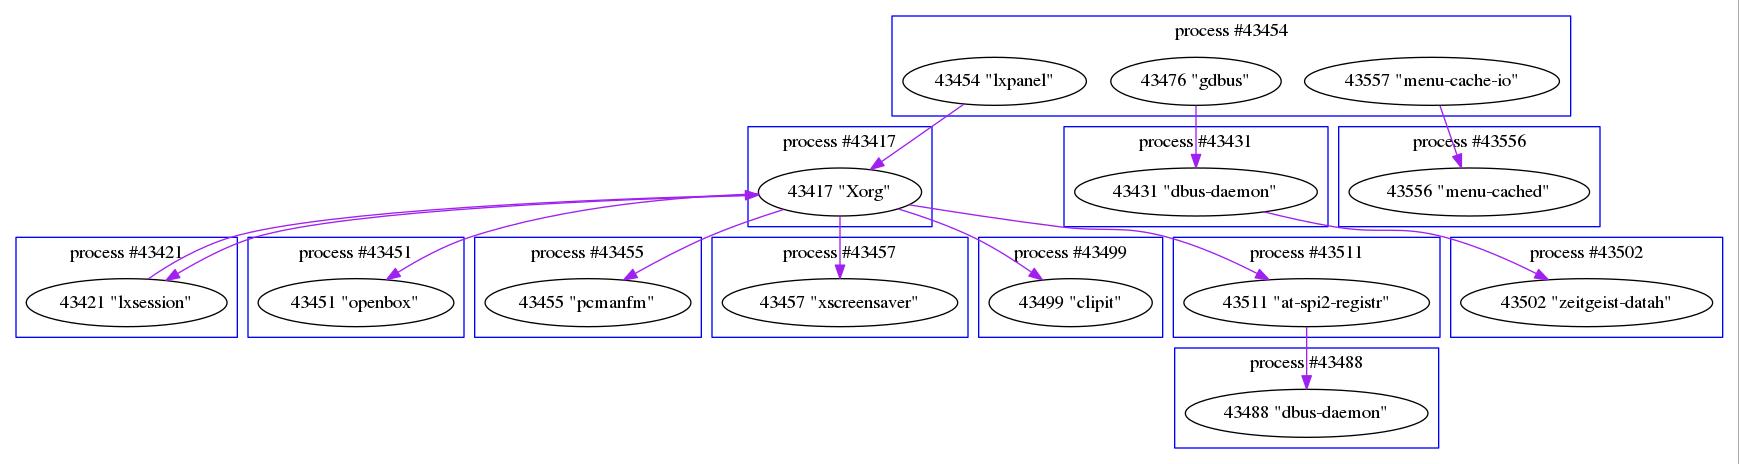 process #43454
43454 "lxpanel"
43476 "gdbus"
43557 "menu-cache-io"
process #43417
43417 "Xorg"
process #43431
43431 "dbus-daemon"
process #43556
43556 "menu-cached"
process #43421
43421 "lxsession"
process #43451
43451 "openbox"
process #43455
43455 "pcmanfm"
process #43457
43457 "xscreensaver"
process #43499
43499 "clipit"
process #43511
43511 "at-spi2-registr"
process #43502
43502 "zeitgeist-datah"
process #43488
43488 "dbus-daemon"